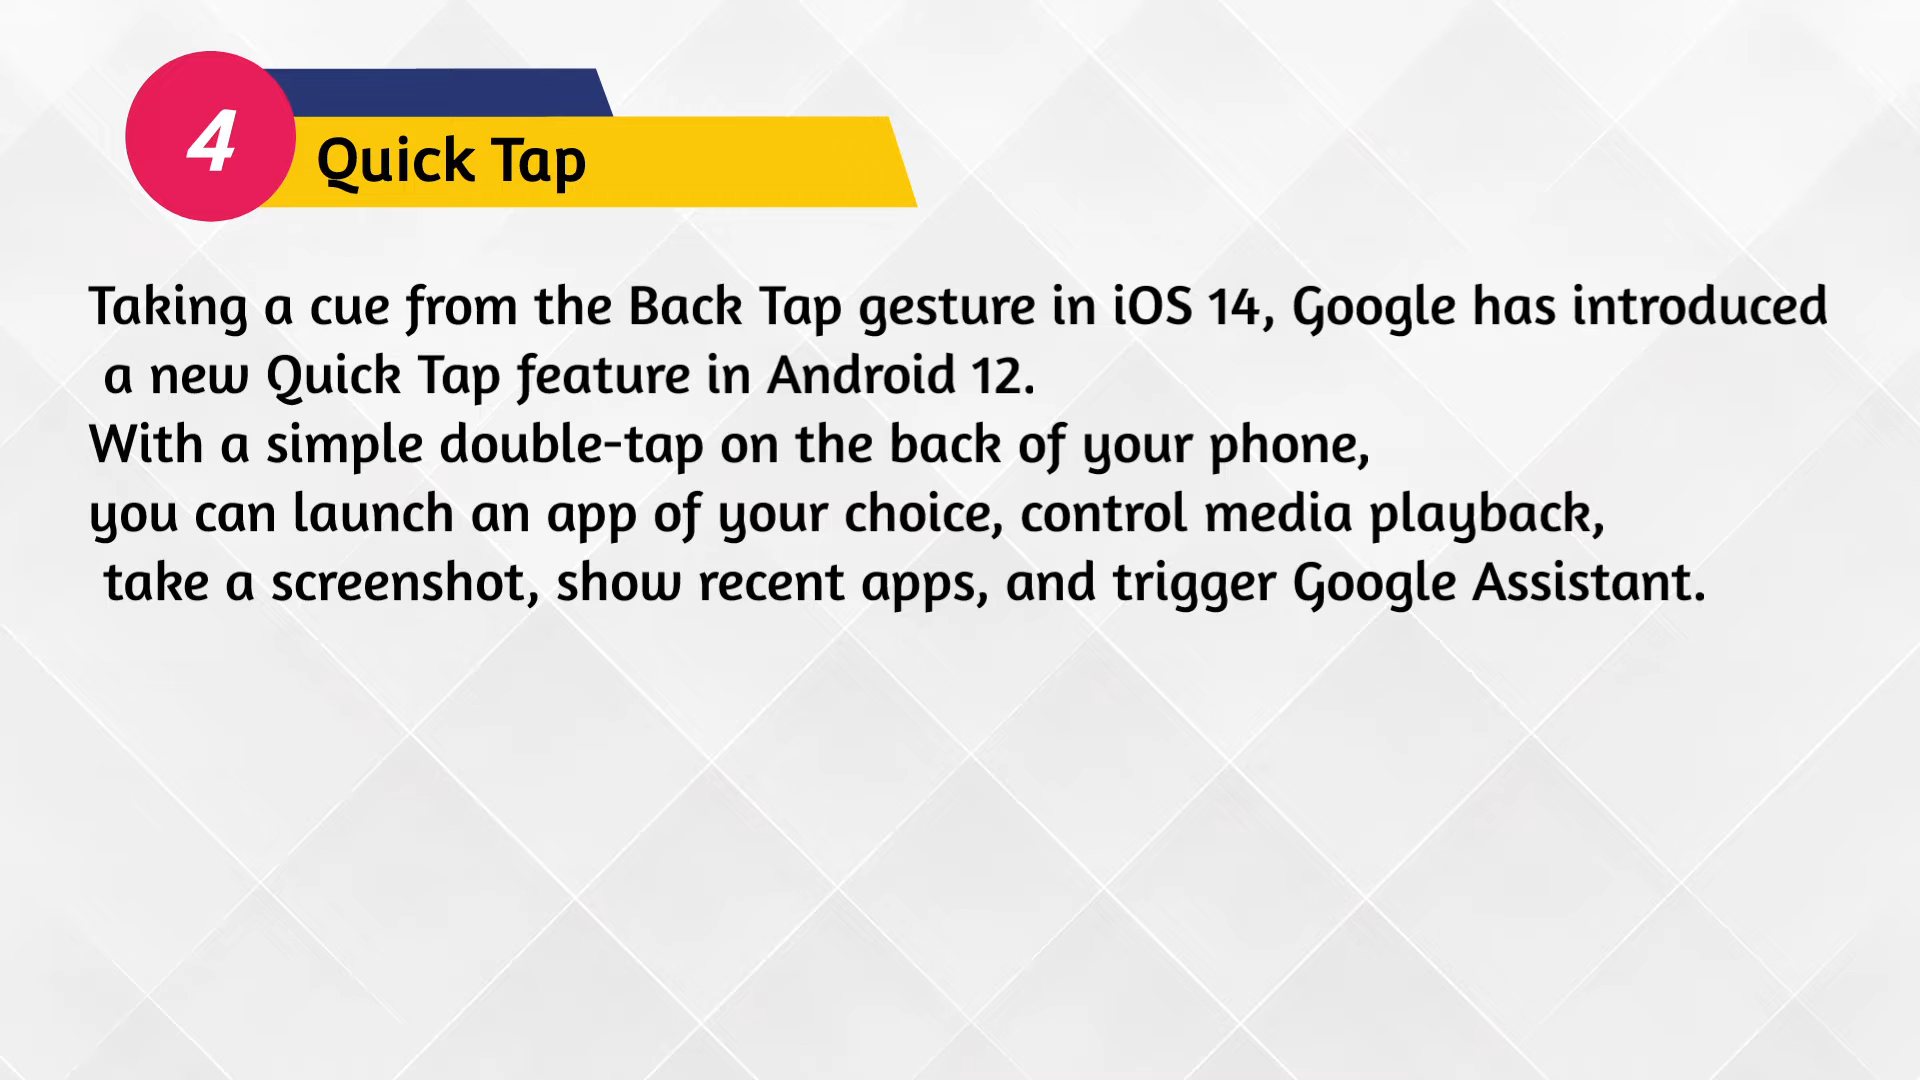 4
Quick Tap
Taking a cue from the Back Tap gesture in iOS 14, Google has introduced
a new Quick Tap feature in Android 12.
With a simple double-tap on the back of your phone,
you can launch an app of your choice, control media playback,
take a screenshot, show recent apps, and trigger Google Assistant.